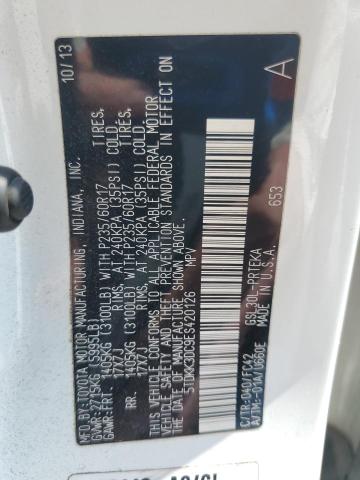 MFD. BY: TOYOTA MOTOR MANUFACTURING, INDIANA, INC. 10/13
GVWR: 2715KG (5995LB)
GAWR: FRT. 1405KG (3100LB) WITH P235/60R17 TIRES,
17X7J RIMS, AT 240KPA (35PSI) COLD
RR. 1405KG (3100LB) WITH P235/60R17 TIRES,
17X7J RIMS, AT 240KPA (35PSI) COLD
THIS VEHICLE CONFORMS TO ALL APPLICABLE FEDERAL MOTOR
VEHICLE SAFETY, BUMPER, AND THEFT PREVENTION STANDARDS IN EFFECT ON
THE DATE OF MANUFACTURE SHOWN ABOVE.
5TDKK3DC9ES420126 MPV
A
653
C/TR:040/FC42 GSL30L-PRTEKA
A/TM:-01A/U660E MADE IN U.S.A.